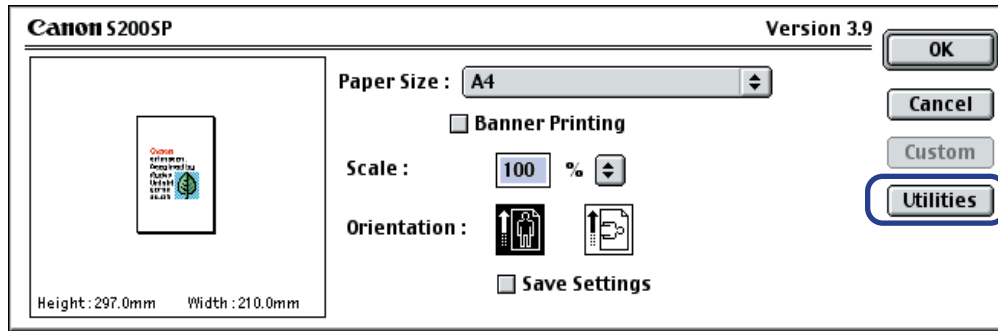 Canon S200SP
Version 3.9
OK
Paper Size : A4
Cancel
Banner Printing
Custom
Scale : 100 %
Utilities
Orientation :
Save Settings
Canon
Height:297.0mm Width:210.0mm